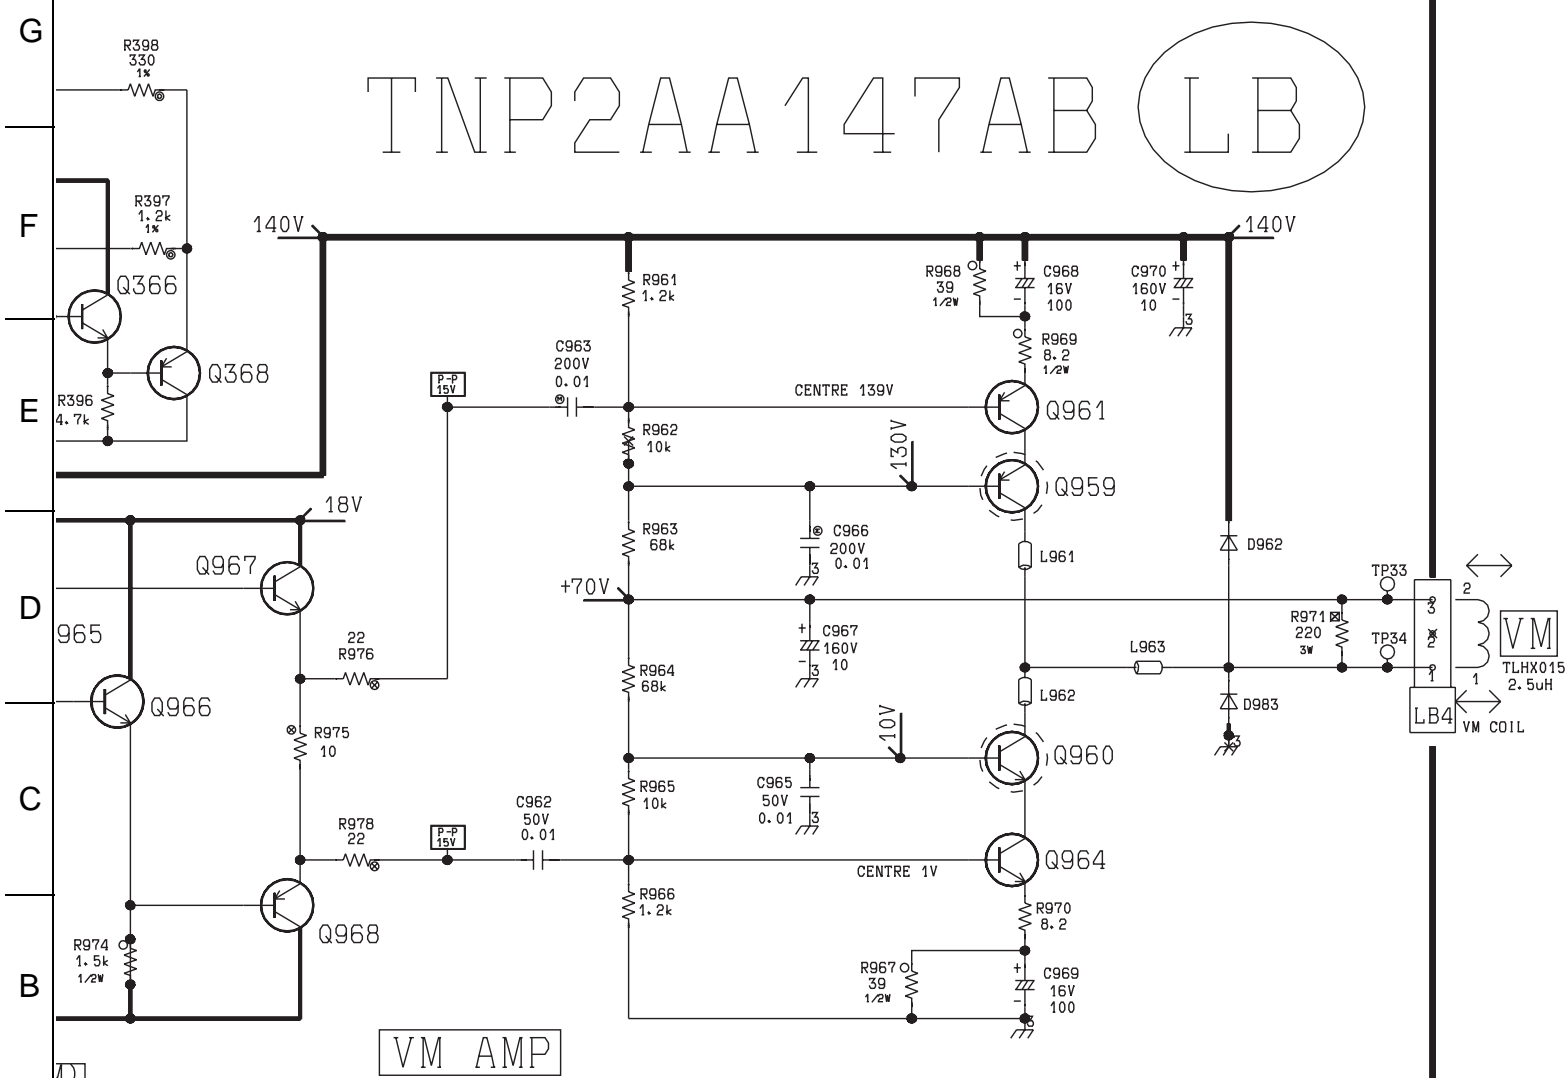 G
R398
330
1%
TNP2AA147AB LB
R397
1.2k
1%
F
140V
140V
Q366
R961
1.2k
R968
39
1/2W
C968
16V
100
C970
160V
10
3
C963
200V
0.01
R969
8.2
1/2W
Q368
P-P
15V
CENTRE 139V
Q961
R396
4.7k
E
R962
10k
130V
Q959
18V
R963
68k
C966
200V
0.01
3
L961
D962
Q967
+70V
TP33
2
D
965
22
R976
C967
160V
10
3
R971
220
3W
TP34
3
2
1
VM
TLHX015
2.5uH
L963
R964
68k
L962
1
Q966
D983
3
LB4
VM COIL
10V
R975
10
Q960
C
R965
10k
C965
50V
0.01
3
C962
50V
0.01
R978
22
P-P
15V
CENTRE 1V
Q964
R966
1.2k
R970
8.2
Q968
R974
1.5k
1/2W
R967
39
1/2W
C969
16V
100
3
B
VM AMP